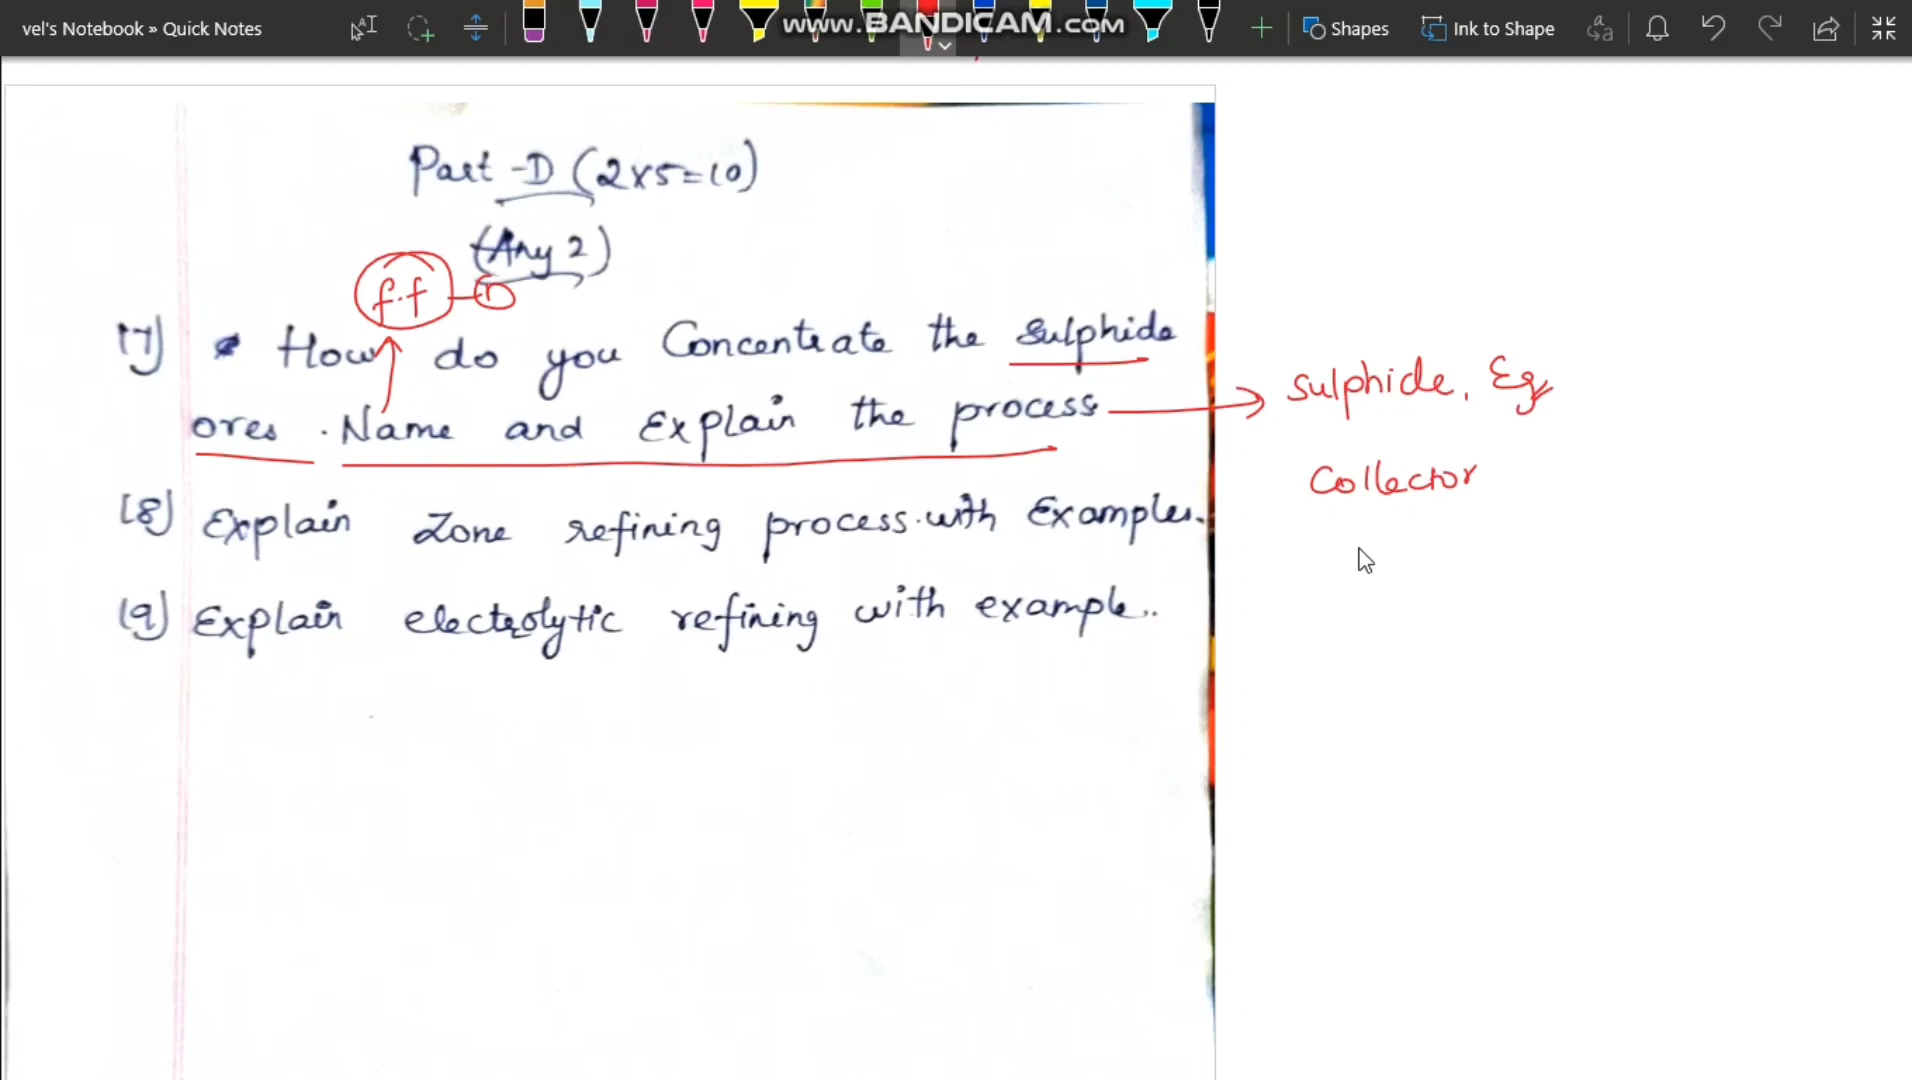 vel's Notebook » Quick Notes
www.BANDICAM.com
Shapes
Ink to Shape
Part-D (2x5=10)
(Any 2)
f.f - 1
17) How do you Concentrate the Sulphide
ores. Name and Explain the process
Sulphide, Eg
Collector
18) Explain Zone refining process with Examples.
19) Explain electrolytic refining with example..